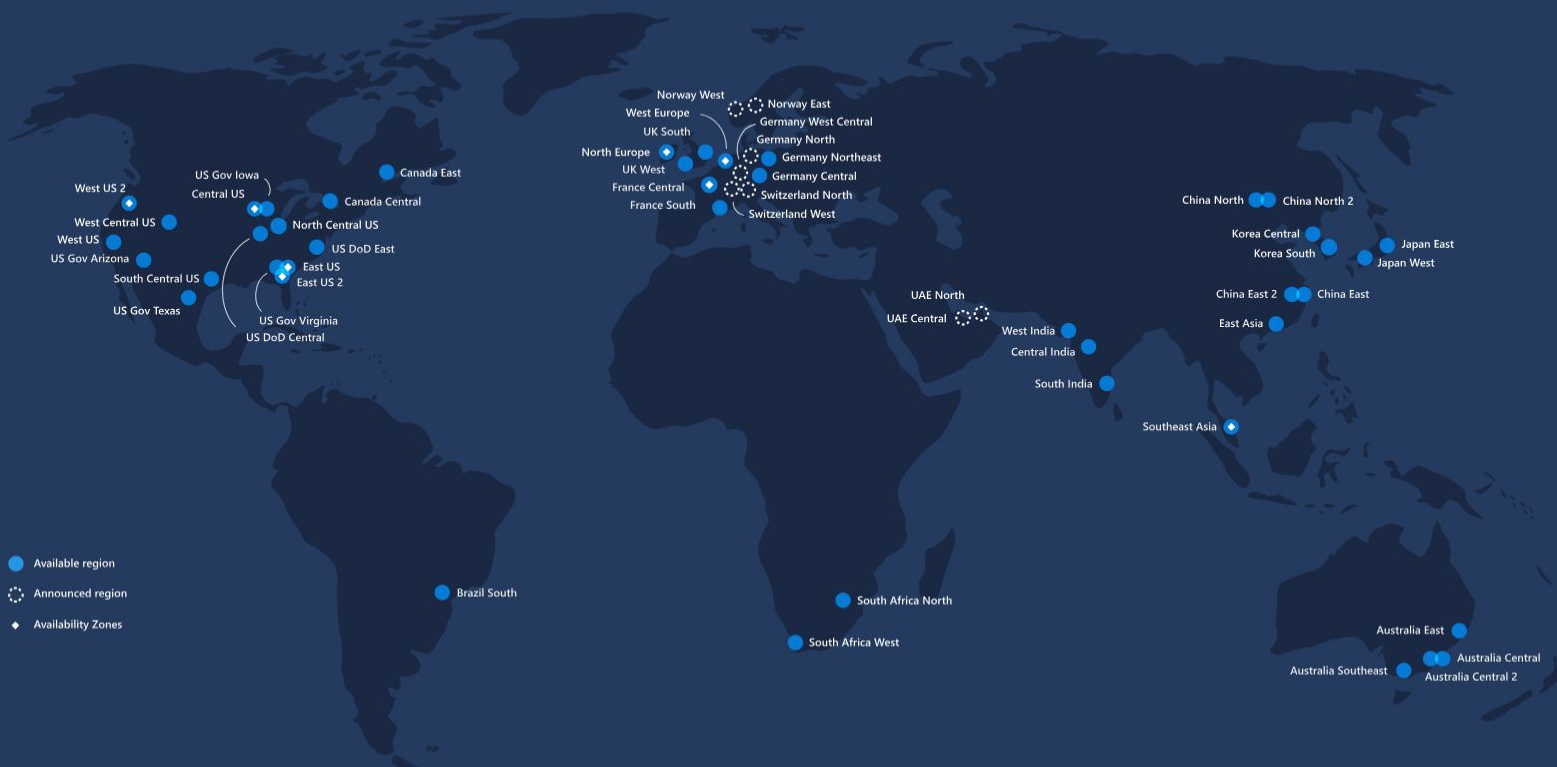 Norway West
Norway East
West Europe
Germany West Central
UK South
Germany North
North Europe
Germany Northeast
UK West
Germany Central
France Central
Switzerland North
France South
Switzerland West
US Gov Iowa
Canada East
West US 2
Central US
Canada Central
West Central US
North Central US
West US
US DoD East
US Gov Arizona
East US
South Central US
East US 2
US Gov Texas
US Gov Virginia
US DoD Central
China North
China North 2
Korea Central
Japan East
Korea South
Japan West
China East 2
China East
East Asia
UAE North
UAE Central
West India
Central India
South India
Southeast Asia
Available region
Announced region
Availability Zones
Brazil South
South Africa North
South Africa West
Australia East
Australia Central
Australia Southeast
Australia Central 2